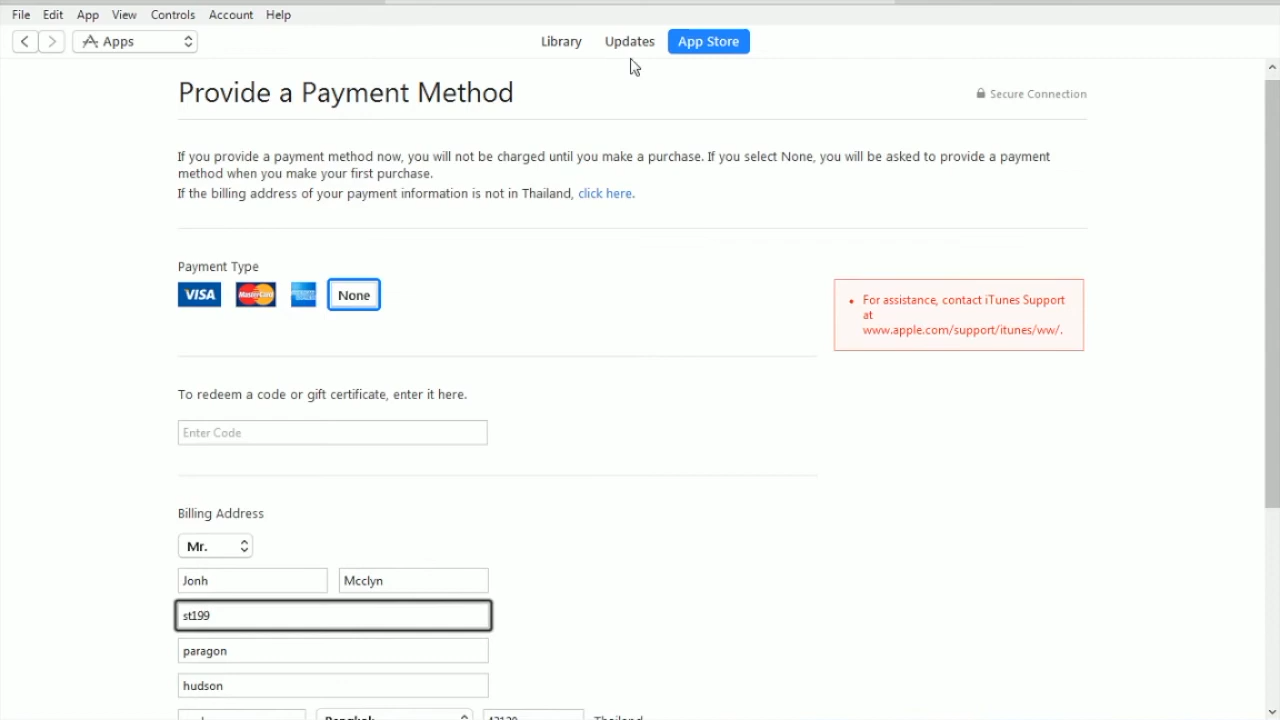 File Edit App View Controls Account Help
Apps
Library Updates App Store
Provide a Payment Method
Secure Connection
If you provide a payment method now, you will not be charged until you make a purchase. If you select None, you will be asked to provide a payment
method when you make your first purchase.
If the billing address of your payment information is not in Thailand, click here.
Payment Type
VISA MasterCard None
• For assistance, contact iTunes Support
at
www.apple.com/support/itunes/ww/.
To redeem a code or gift certificate, enter it here.
Enter Code
Billing Address
Mr.
Jonh Mcclyn
st199
paragon
hudson
Bangkok Thailand